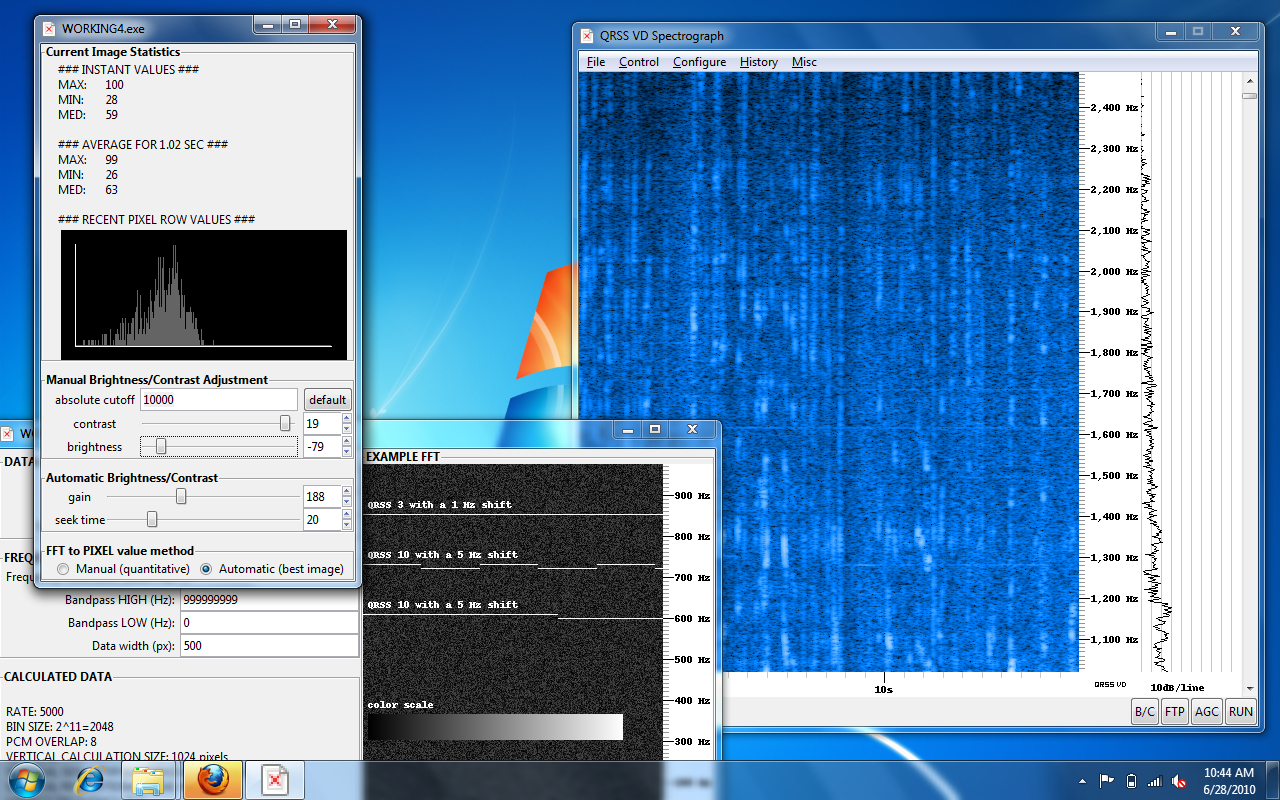 WORKING4.exe
Current Image Statistics
### INSTANT VALUES ###
MAX: 100
MIN: 28
MED: 59
### AVERAGE FOR 1.02 SEC ###
MAX: 99
MIN: 26
MED: 63
### RECENT PIXEL ROW VALUES ###
Manual Brightness/Contrast Adjustment
absolute cutoff 10000 default
contrast 19
brightness -79
Automatic Brightness/Contrast
gain 188
seek time 20
FFT to PIXEL value method
Manual (quantitative) Automatic (best image)
Bandpass HIGH (Hz): 999999999
Bandpass LOW (Hz): 0
Data width (px): 500
CALCULATED DATA
RATE: 5000
BIN SIZE: 2^11=2048
PCM OVERLAP: 8
VERTICAL CALCULATION SIZE: 1024 pixels
EXAMPLE FFT
QRSS 3 with a 1 Hz shift
QRSS 10 with a 5 Hz shift
QRSS 10 with a 5 Hz shift
color scale
900 Hz
800 Hz
700 Hz
600 Hz
500 Hz
400 Hz
300 Hz
QRSS VD Spectrograph
File Control Configure History Misc
2,400 Hz
2,300 Hz
2,200 Hz
2,100 Hz
2,000 Hz
1,900 Hz
1,800 Hz
1,700 Hz
1,600 Hz
1,500 Hz
1,400 Hz
1,300 Hz
1,200 Hz
1,100 Hz
10s QRSS VD 10dB/line
B/C FTP AGC RUN
10:44 AM
6/28/2010